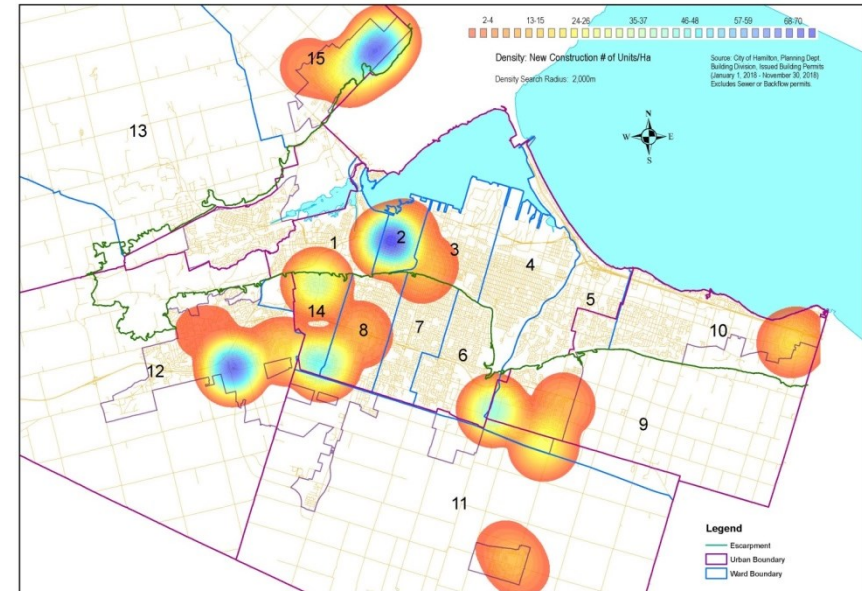 2-4 13-15 24-26 35-37 46-48 57-59 68-70
Density: New Construction # of Units/Ha
Density Search Radius: 2,000m
Source: City of Hamilton, Planning Dept.
Building Division, Issued Building Permits
(January 1, 2018 - November 30, 2018)
Excludes Sewer or Backflow permits.
15
13
N
W E
S
1
2
3
4
5
14
8
7
6
10
12
9
11
Legend
Escarpment
Urban Boundary
Ward Boundary